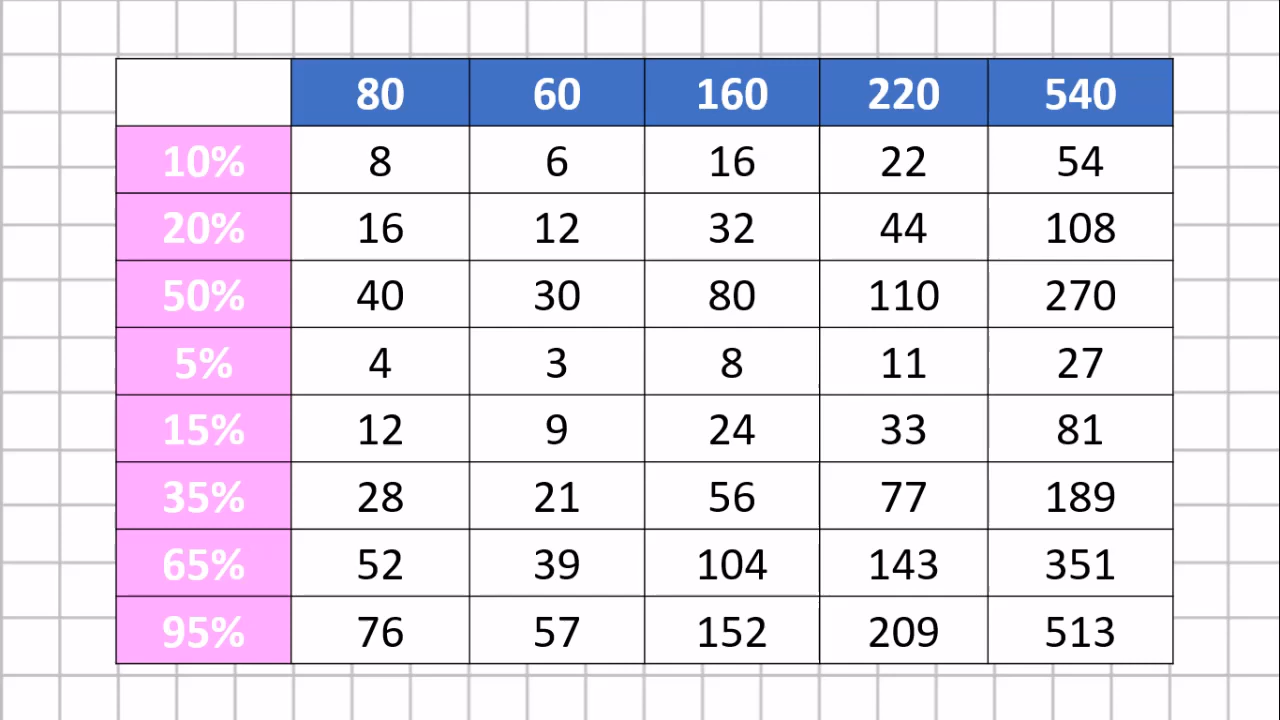 80 60 160 220 540
10% 8 6 16 22 54
20% 16 12 32 44 108
50% 40 30 80 110 270
5% 4 3 8 11 27
15% 12 9 24 33 81
35% 28 21 56 77 189
65% 52 39 104 143 351
95% 76 57 152 209 513